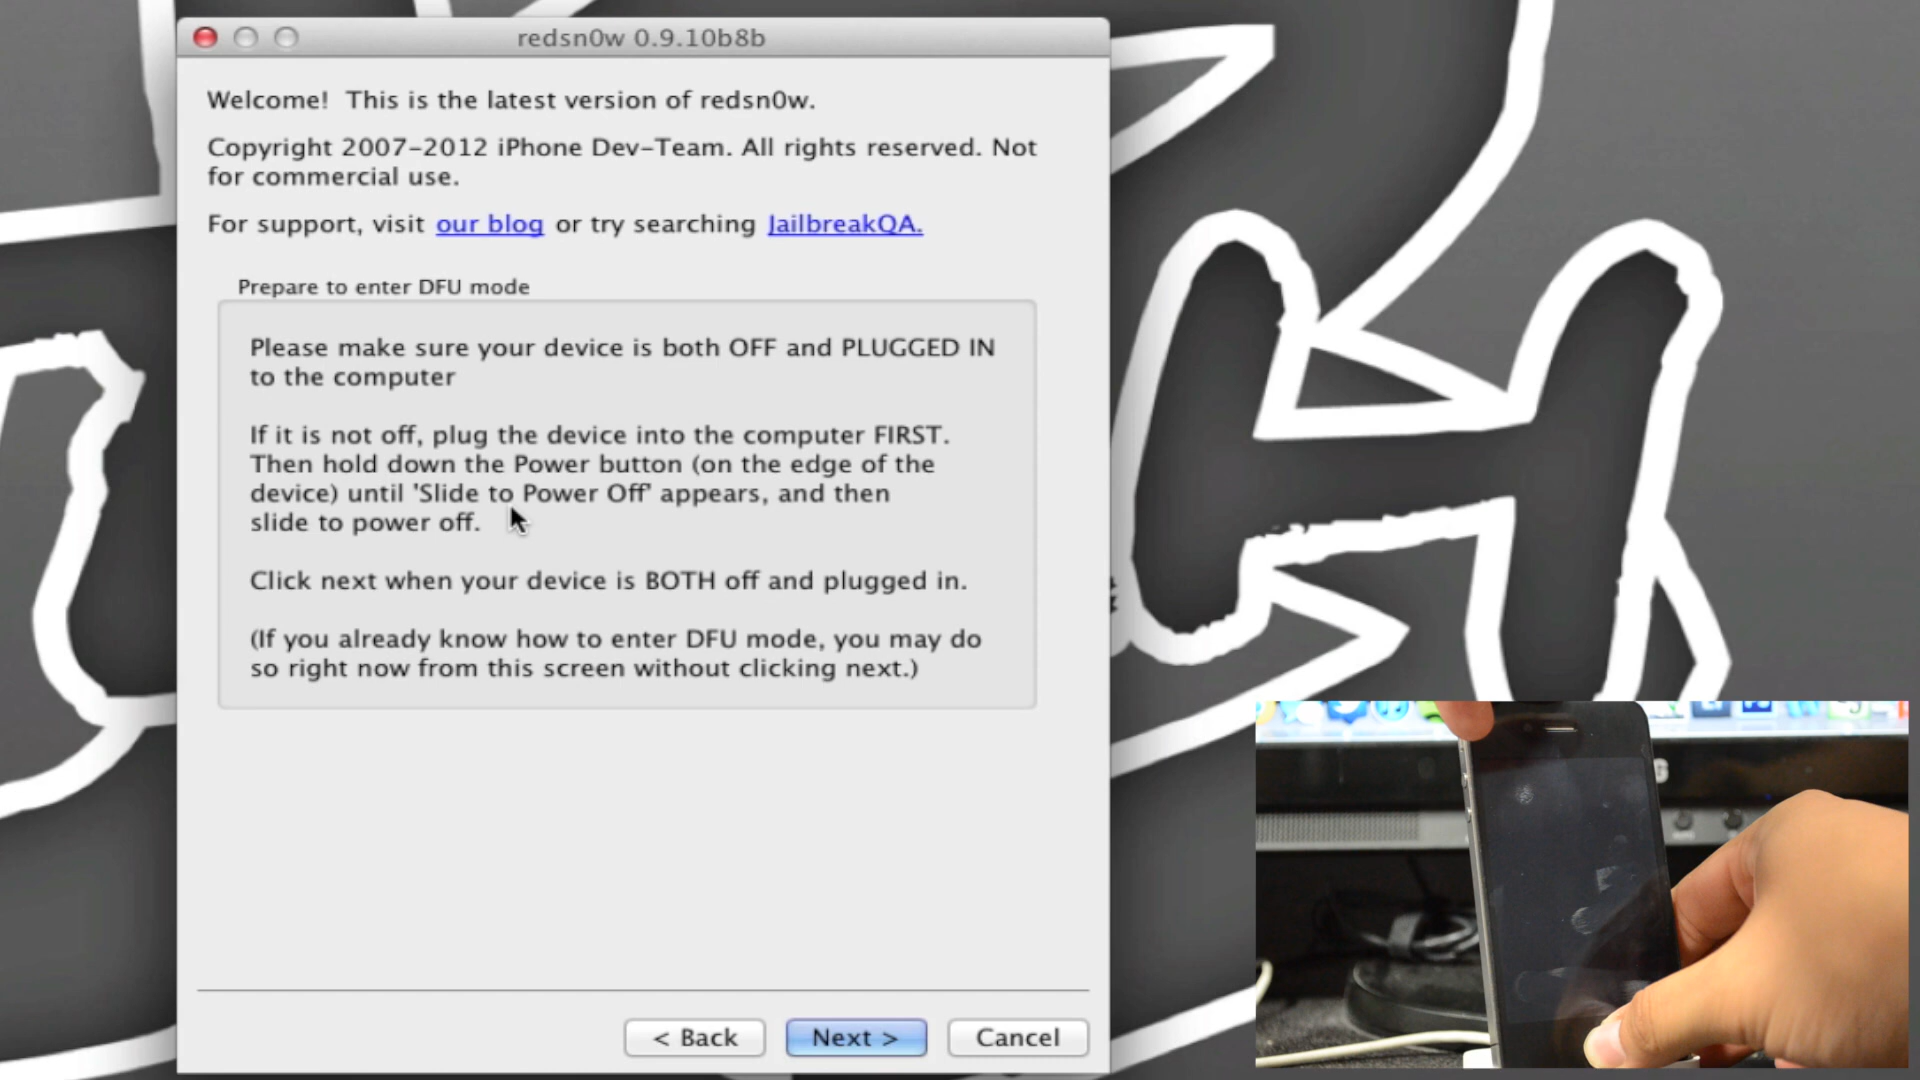 redsn0w 0.9.10b8b
Welcome!  This is the latest version of redsn0w.
Copyright 2007-2012 iPhone Dev-Team. All rights reserved. Not
for commercial use.
For support, visit our blog or try searching JailbreakQA.
Prepare to enter DFU mode
Please make sure your device is both OFF and PLUGGED IN
to the computer
If it is not off, plug the device into the computer FIRST.
Then hold down the Power button (on the edge of the
device) until 'Slide to Power Off' appears, and then
slide to power off.
Click next when your device is BOTH off and plugged in.
(If you already know how to enter DFU mode, you may do
so right now from this screen without clicking next.)
< Back
Next >
Cancel